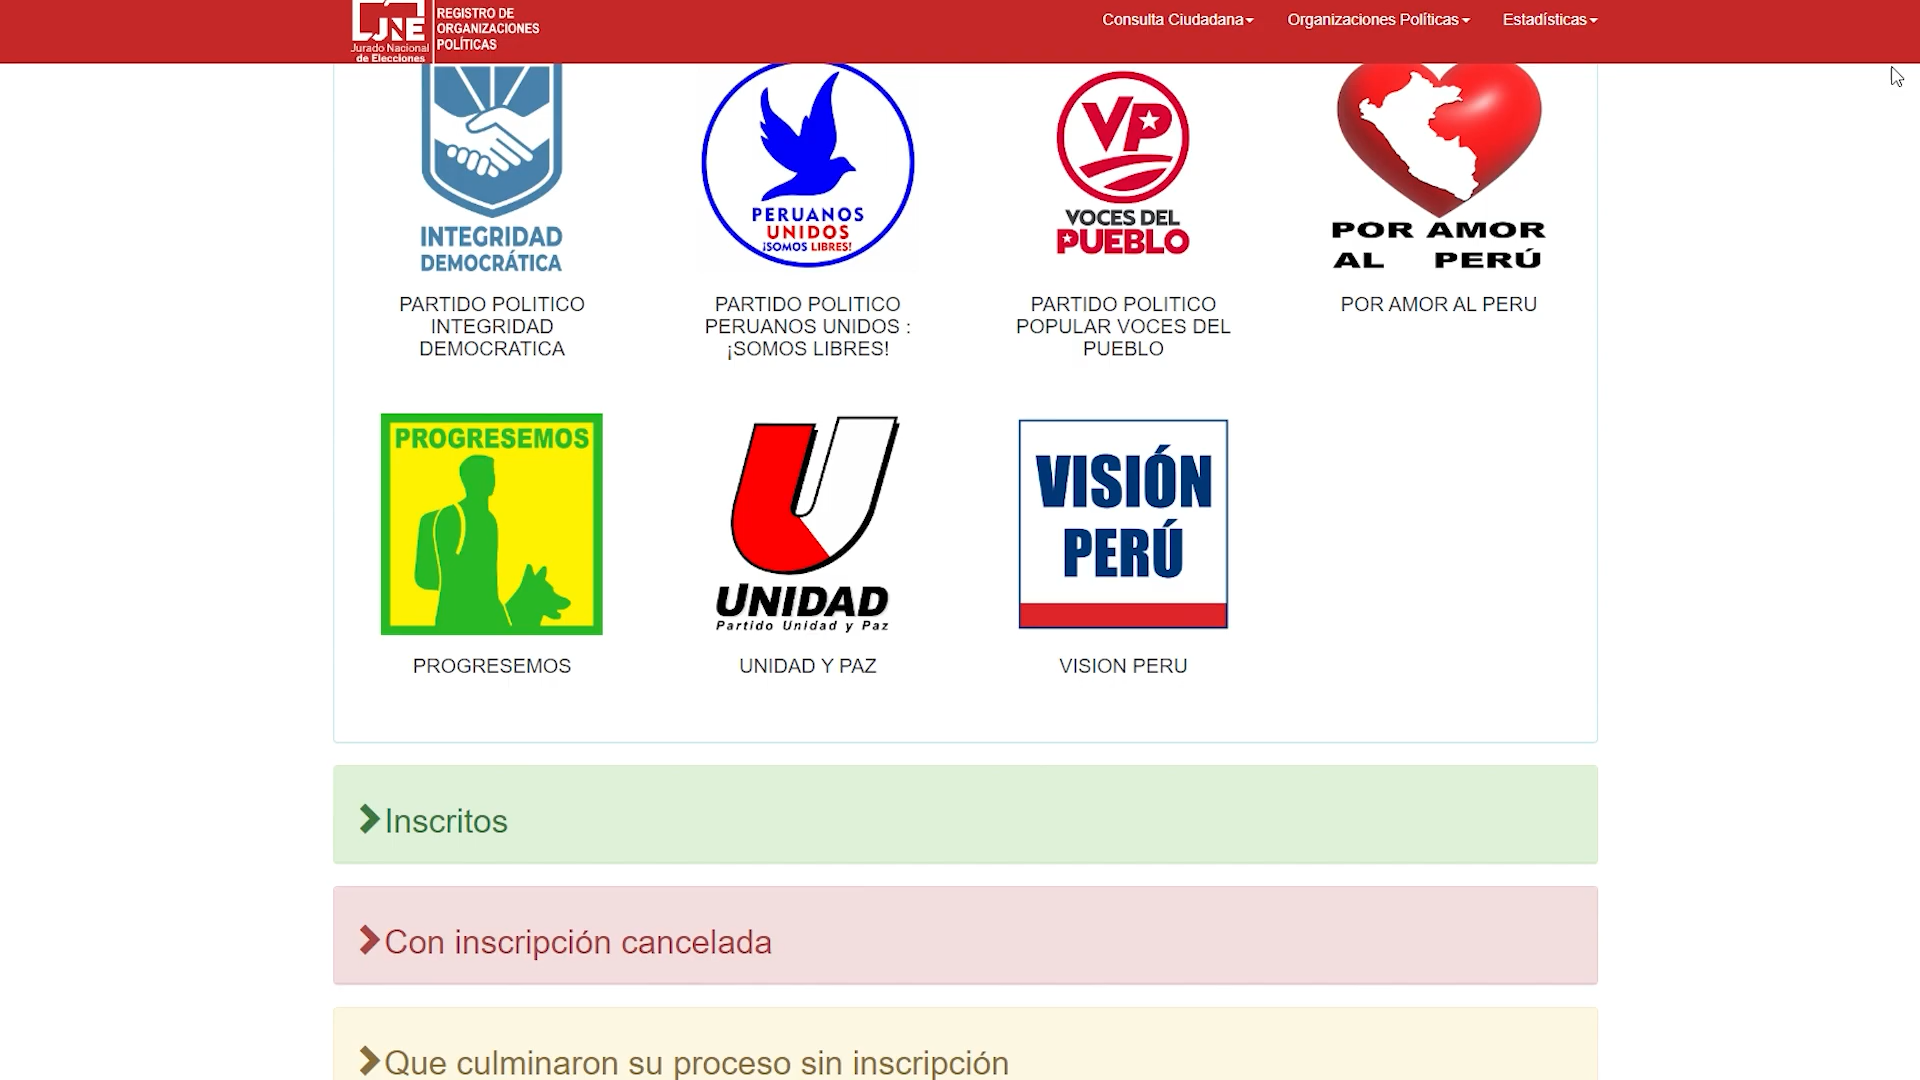 JNE
Jurado Nacional
de Elecciones
REGISTRO DE
ORGANIZACIONES
POLÍTICAS
Consulta Ciudadana
Organizaciones Políticas
Estadísticas
INTEGRIDAD
DEMOCRÁTICA
PERUANOS
UNIDOS
¡SOMOS LIBRES!
VP
VOCES DEL
PUEBLO
POR AMOR
AL PERÚ
PARTIDO POLITICO
INTEGRIDAD
DEMOCRATICA
PARTIDO POLITICO
PERUANOS UNIDOS :
¡SOMOS LIBRES!
PARTIDO POLITICO
POPULAR VOCES DEL
PUEBLO
POR AMOR AL PERU
PROGRESEMOS
U
UNIDAD
Partido Unidad y Paz
VISIÓN
PERÚ
PROGRESEMOS
UNIDAD Y PAZ
VISION PERU
Inscritos
Con inscripción cancelada
Que culminaron su proceso sin inscripción